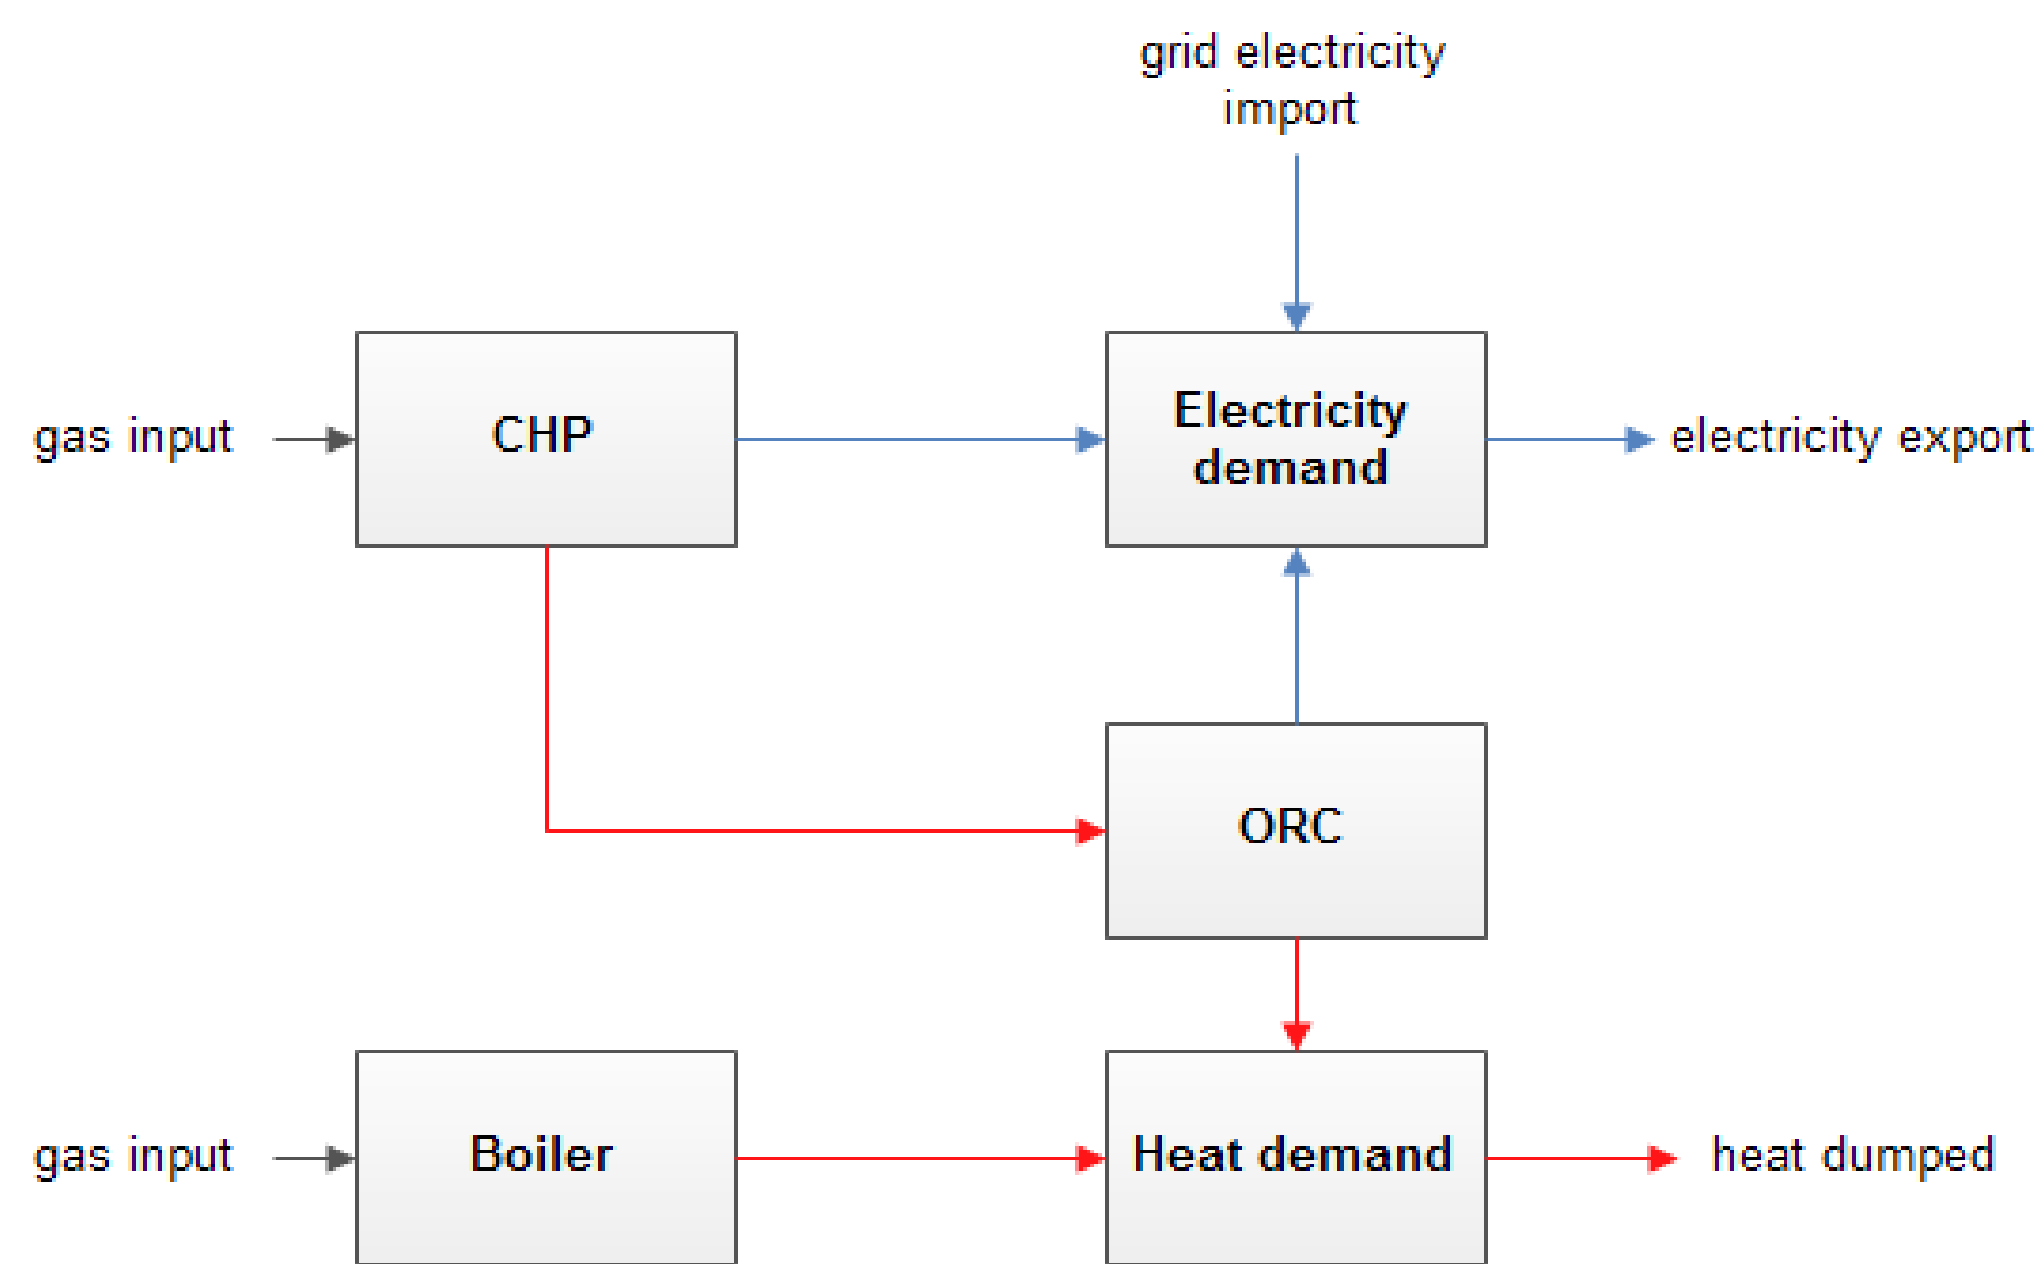 grid electricity
import
gas input
CHP
Electricity
demand
electricity export
ORC
gas input
Boiler
Heat demand
heat dumped